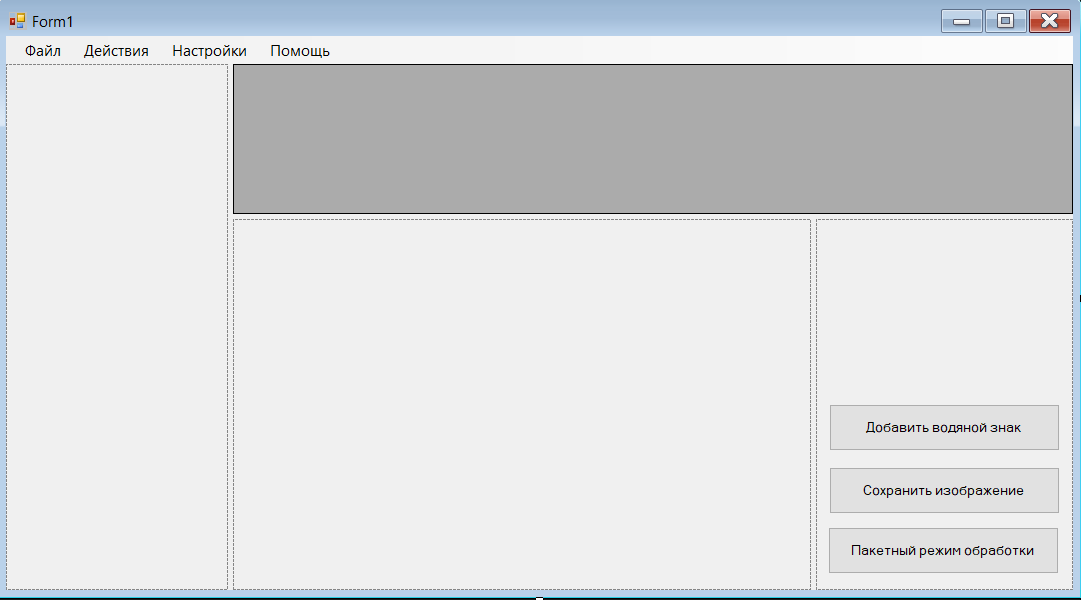 Form1
Файл Действия Настройки Помощь
Добавить водяной знак
Сохранить изображение
Пакетный режим обработки